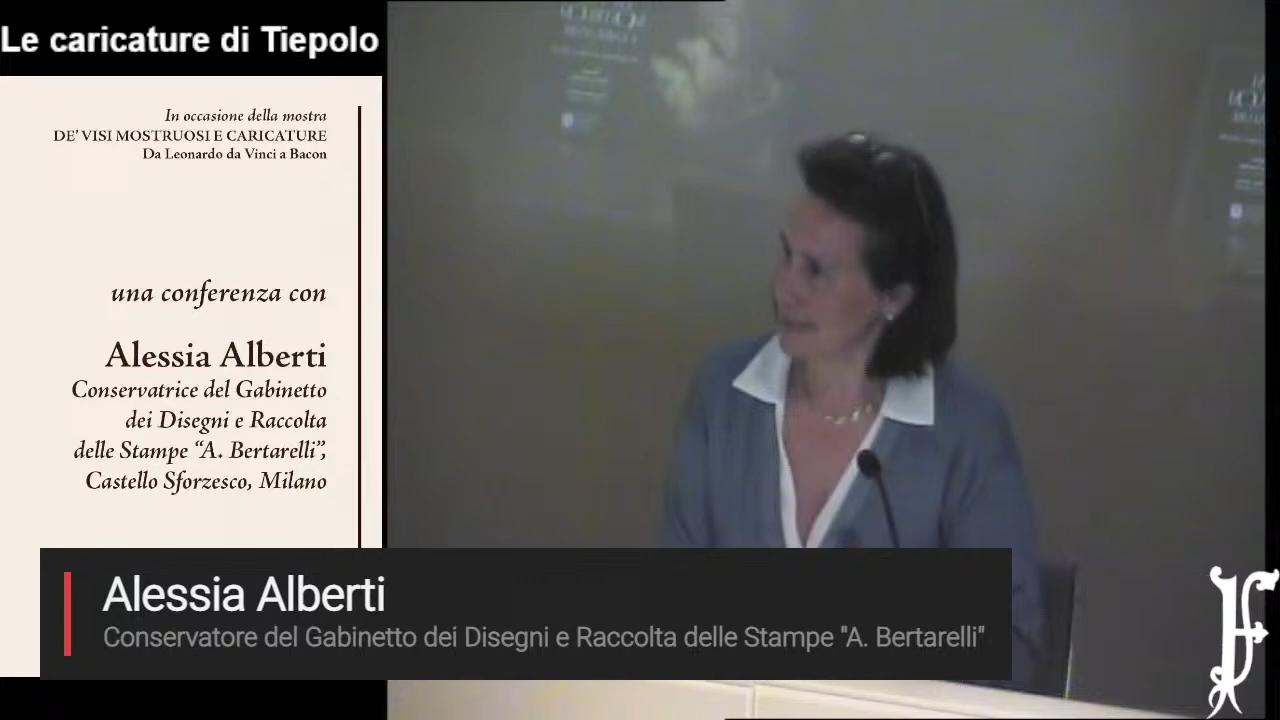 Le caricature di Tiepolo
In occasione della mostra
DE' VISI MOSTRUOSI E CARICATURE
Da Leonardo da Vinci a Bacon
una conferenza con
Alessia Alberti
Conservatrice del Gabinetto
dei Disegni e Raccolta
delle Stampe “A. Bertarelli”,
Castello Sforzesco, Milano
Alessia Alberti
Conservatore del Gabinetto dei Disegni e Raccolta delle Stampe "A. Bertarelli"